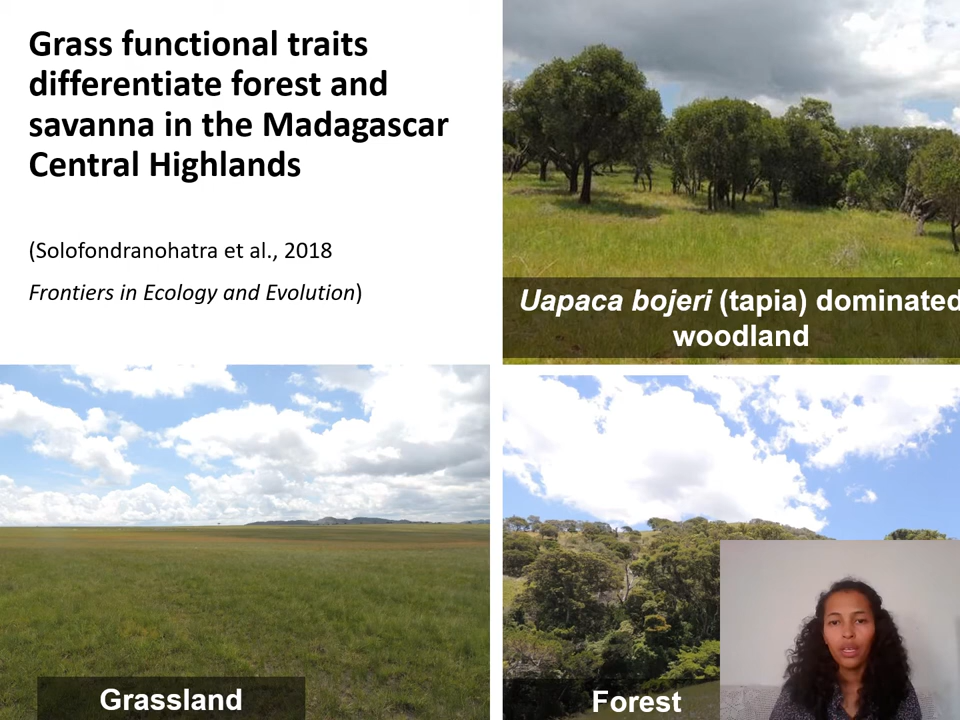 Grass functional traits
differentiate forest and
savanna in the Madagascar
Central Highlands
(Solofondranohatra et al., 2018
Frontiers in Ecology and Evolution)
Uapaca bojeri (tapia) dominated
woodland
Grassland
Forest